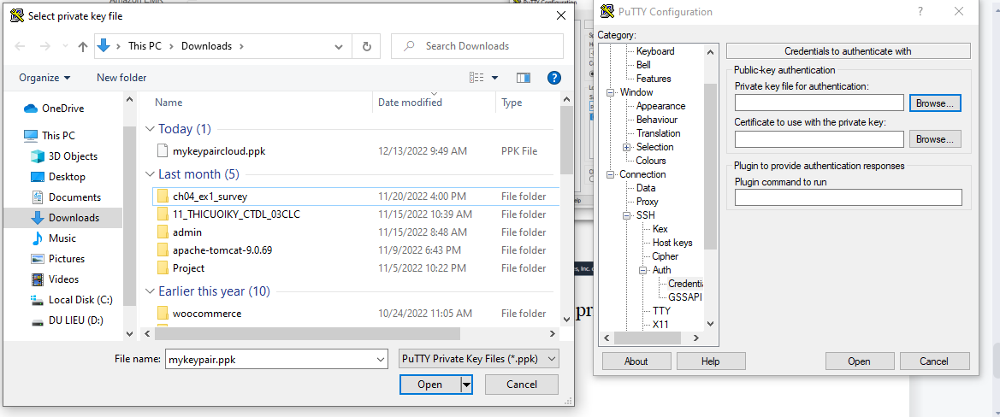 Amazon EMR
Select private key file
This PC
Downloads
Search Downloads
Organize
New folder
OneDrive
This PC
3D Objects
Desktop
Documents
Downloads
Music
Pictures
Videos
Local Disk (C:)
DU LIEU (D:)
Name
Date modified
Type
Today (1)
mykeypaircloud.ppk
12/13/2022 9:49 AM
PPK File
Last month (5)
ch04_ex1_survey
11/20/2022 4:00 PM
File folder
11_THICUOIKY_CTDL_03CLC
11/15/2022 10:39 AM
File folder
admin
11/15/2022 8:48 AM
File folder
apache-tomcat-9.0.69
11/9/2022 6:43 PM
File folder
Project
11/5/2022 10:22 PM
File folder
Earlier this year (10)
woocommerce
10/24/2022 11:05 AM
File folder
File name:
mykeypair.ppk
PuTTY Private Key Files (*.ppk)
Open
Cancel
es, Inc. o
pr
PuTTY Configuration
?
Category:
Keyboard
Bell
Features
Window
Appearance
Behaviour
Translation
Selection
Colours
Connection
Data
Proxy
SSH
Kex
Host keys
Cipher
Auth
Credentia
GSSAPI
TTY
X11
Credentials to authenticate with
Public-key authentication
Private key file for authentication:
Browse...
Certificate to use with the private key:
Browse...
Plugin to provide authentication responses
Plugin command to run
About
Help
Open
Cancel